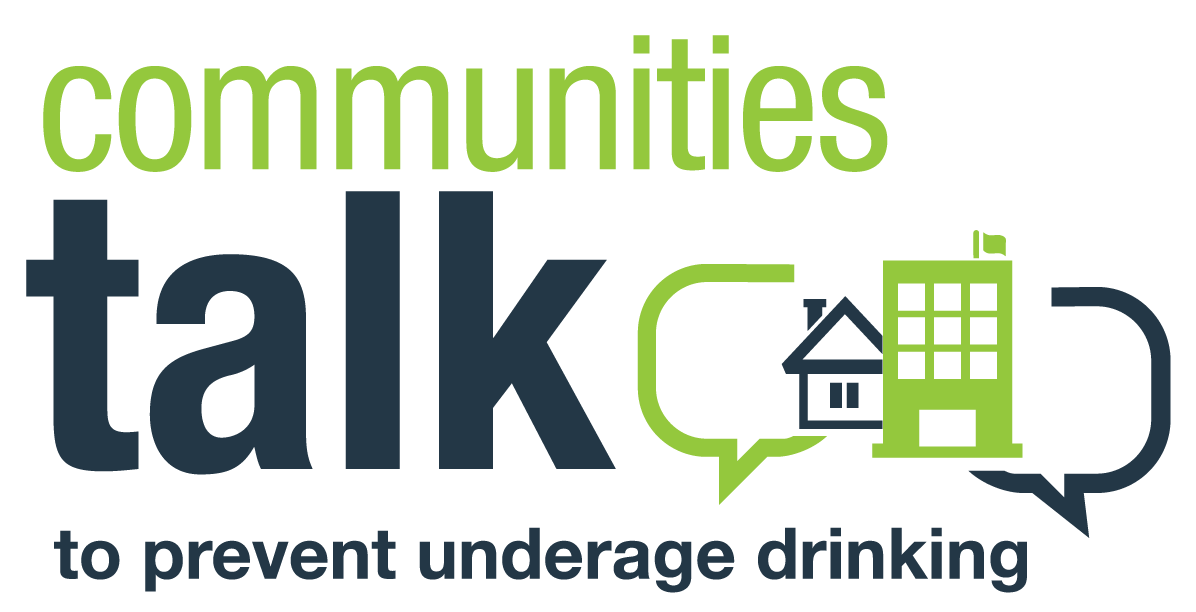 communities
talk
to prevent underage drinking